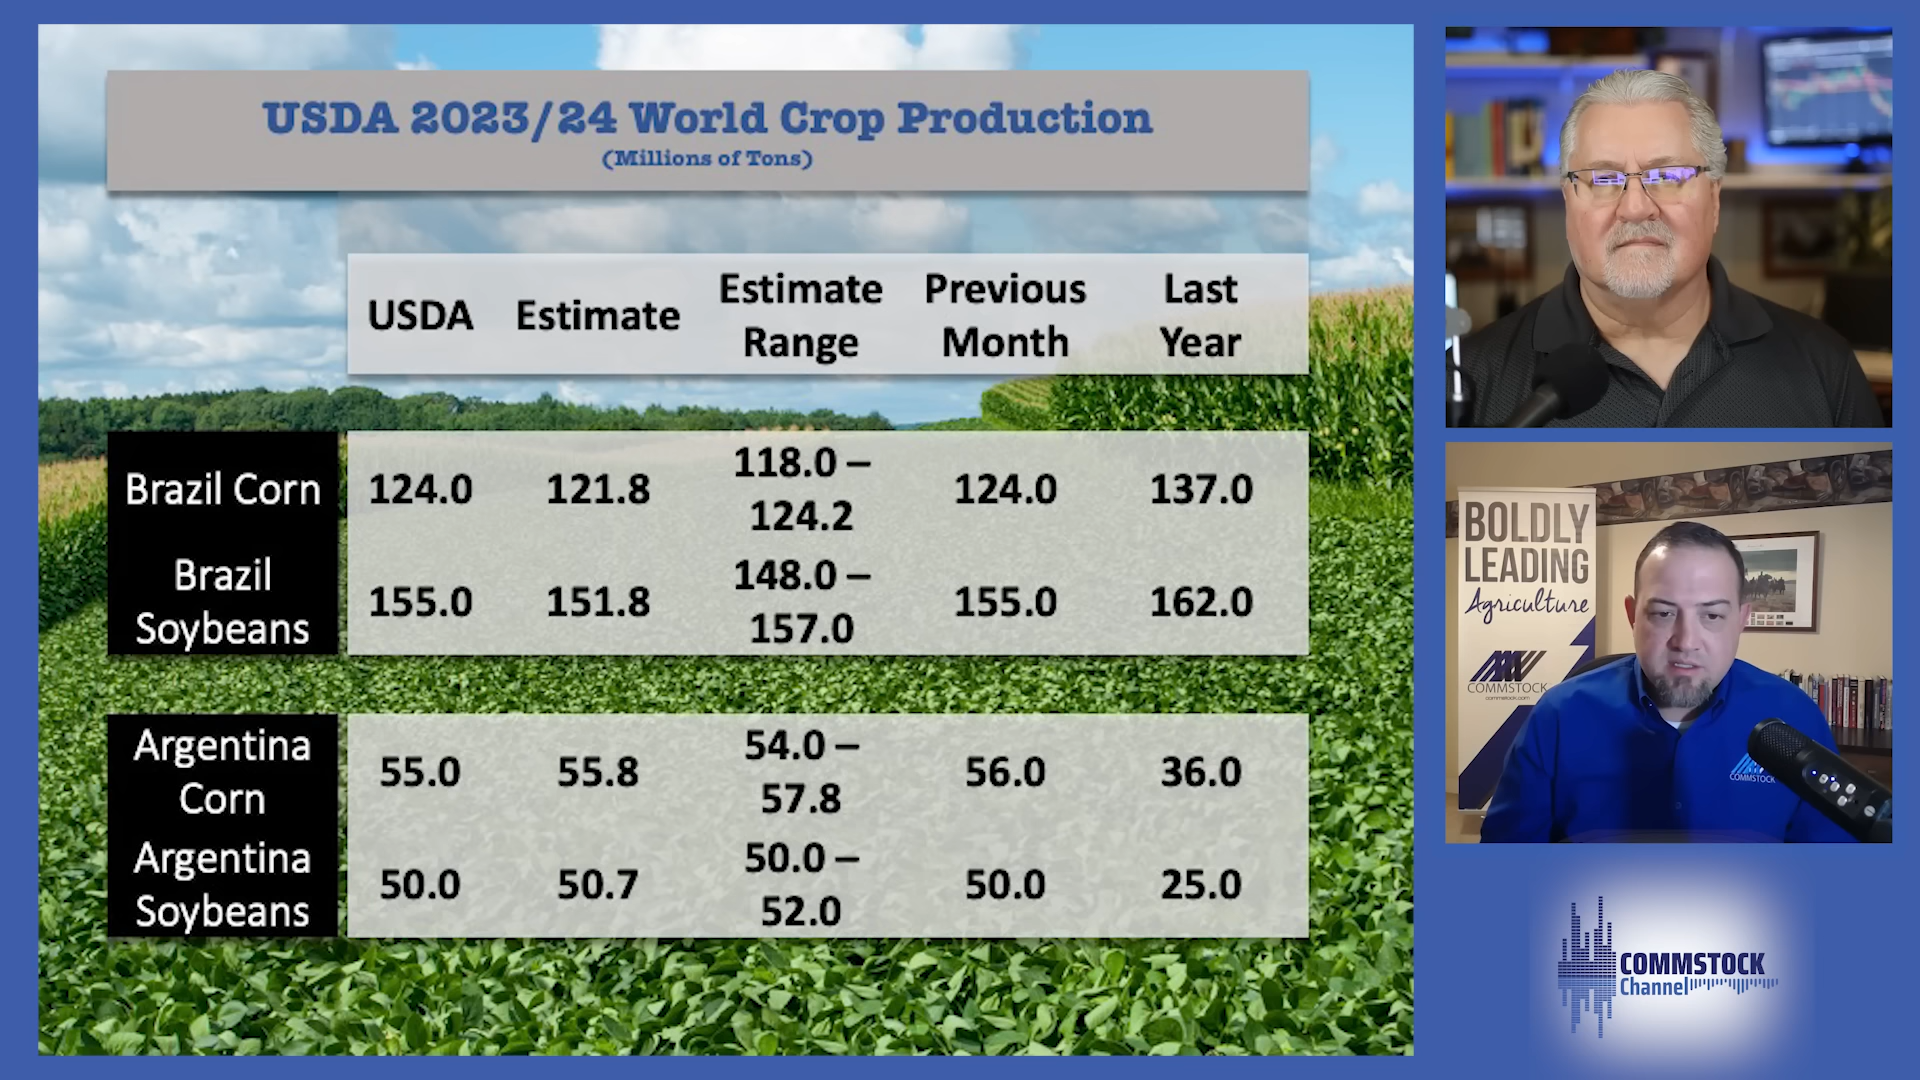 USDA 2023/24 World Crop Production
(Millions of Tons)
USDA Estimate Estimate Range Previous Month Last Year
Brazil Corn 124.0 121.8 118.0 – 124.2 124.0 137.0
Brazil Soybeans 155.0 151.8 148.0 – 157.0 155.0 162.0
Argentina Corn 55.0 55.8 54.0 – 57.8 56.0 36.0
Argentina Soybeans 50.0 50.7 50.0 – 52.0 50.0 25.0
BOLDLY
LEADING
Agriculture
COMMSTOCK
commstock.com
COMMSTOCK
COMMSTOCK
Channel